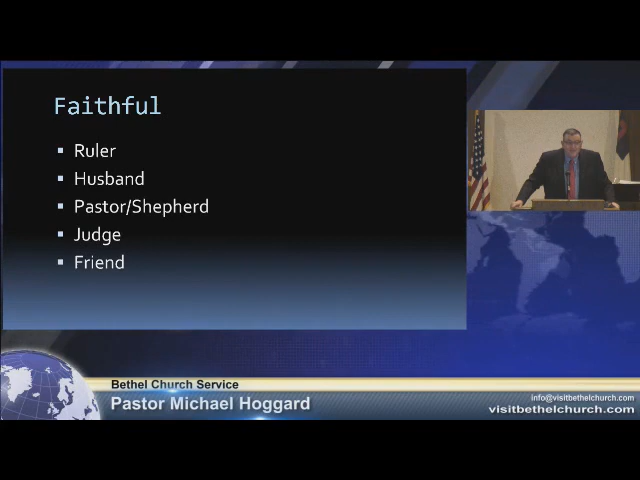 Faithful
▪ Ruler
▪ Husband
▪ Pastor/Shepherd
▪ Judge
▪ Friend
Bethel Church Service
Pastor Michael Hoggard
info@visitbethelchurch.com
visitbethelchurch.com